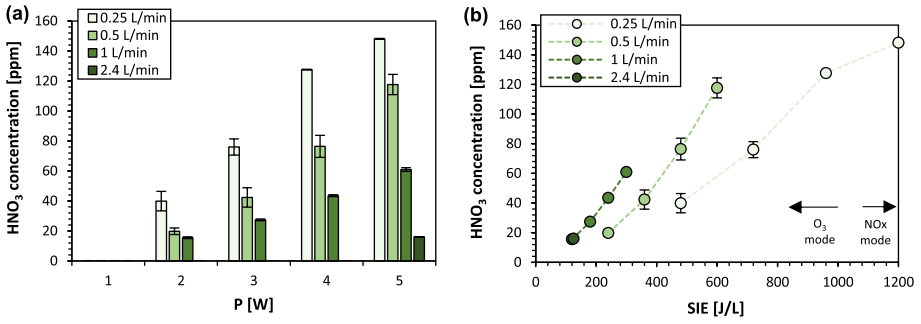 (a)
160
140
120
100
80
60
40
20
0
HNO3 concentration [ppm]
0.25 L/min
0.5 L/min
1 L/min
2.4 L/min
1 2 3 4 5
P [W]
(b)
160
140
120
100
80
60
40
20
0
HNO3 concentration [ppm]
0.25 L/min
0.5 L/min
1 L/min
2.4 L/min
O3
mode
NOx
mode
0 200 400 600 800 1000 1200
SIE [J/L]